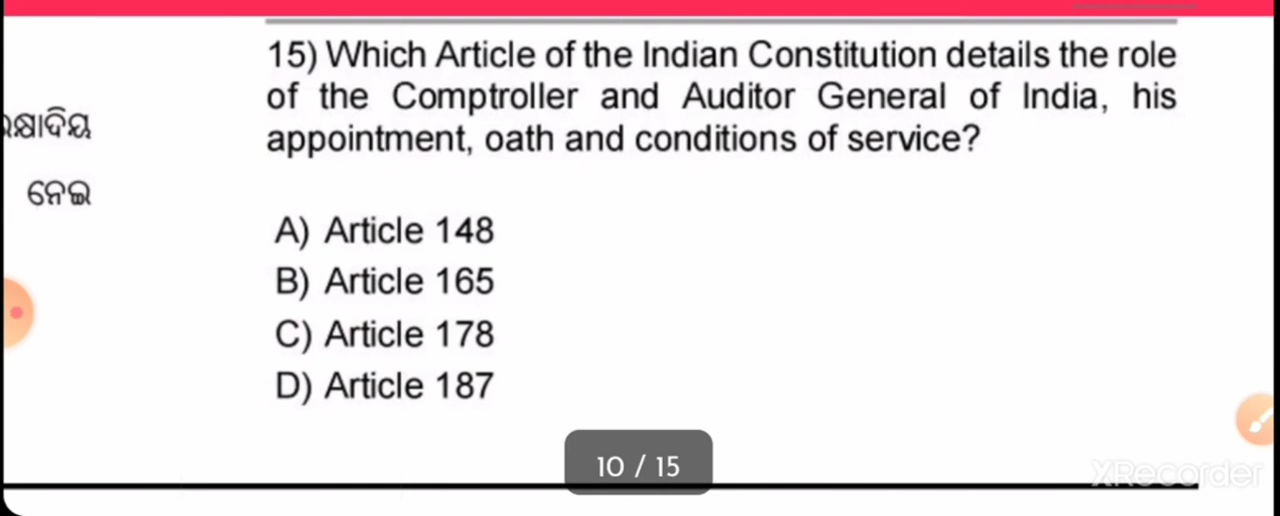 15) Which Article of the Indian Constitution details the role
of the Comptroller and Auditor General of India, his
appointment, oath and conditions of service?
ନେଇ
A) Article 148
B) Article 165
C) Article 178
D) Article 187
10 / 15
XRecorder